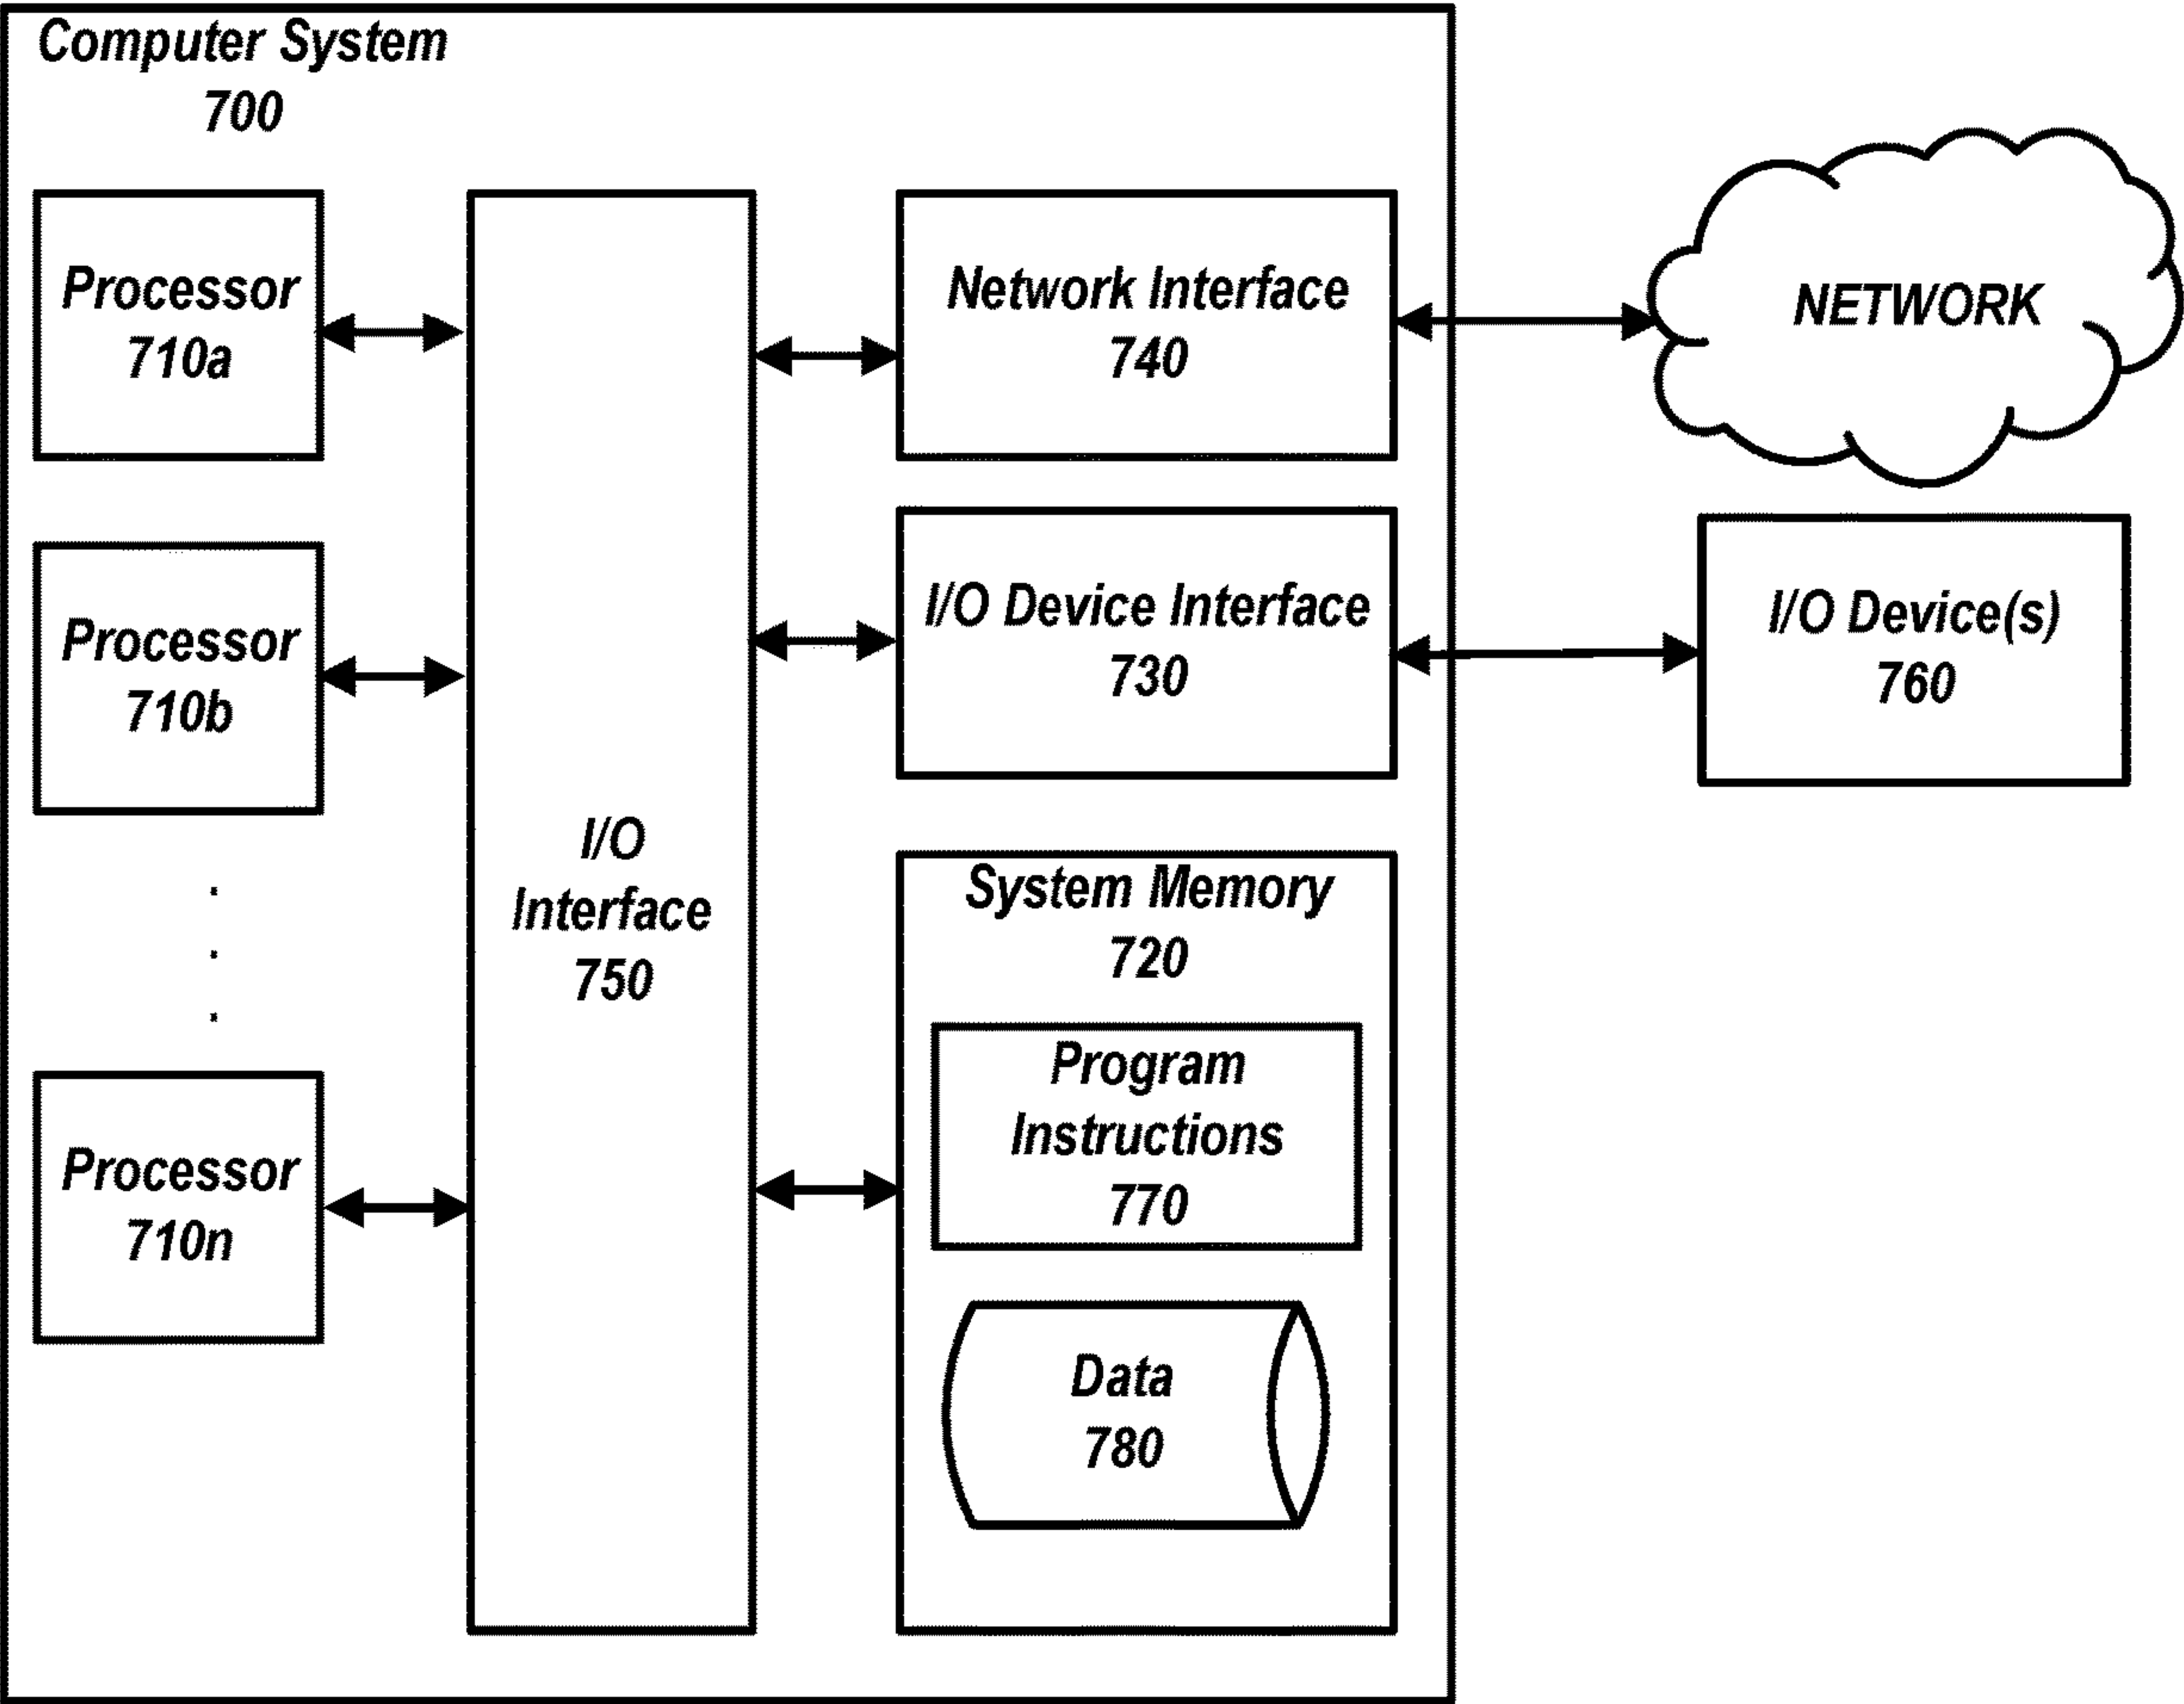 Computer System
700
Processor
710a
Processor
710b
.
.
.
Processor
710n
I/O
Interface
750
Network Interface
740
I/O Device Interface
730
System Memory
720
Program
Instructions
770
Data
780
NETWORK
I/O Device(s)
760